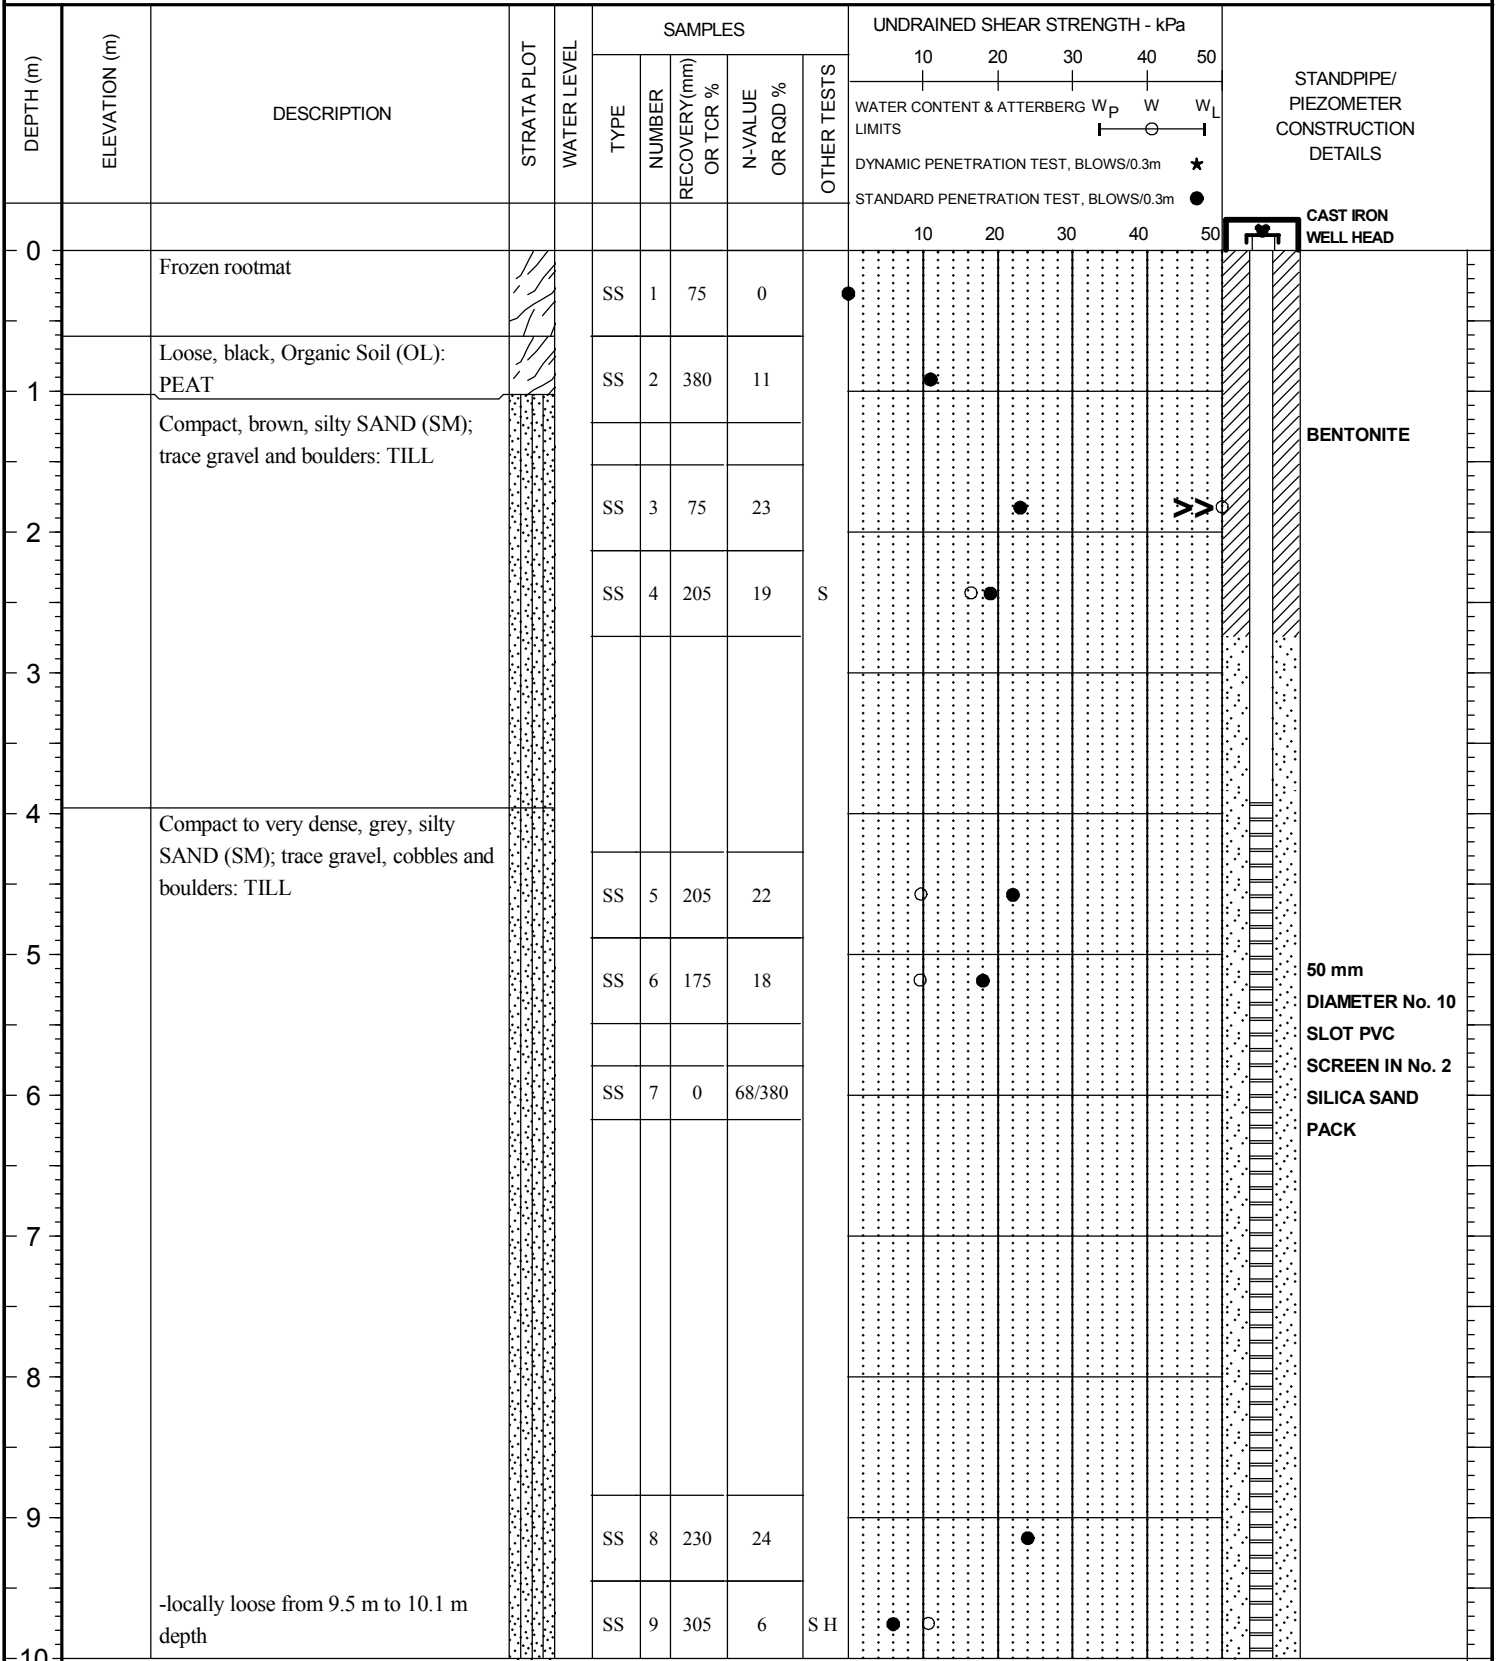 DEPTH (m)
ELEVATION (m)
DESCRIPTION
STRATA PLOT
WATER LEVEL
SAMPLES
TYPE
NUMBER
RECOVERY(mm)
OR TCR %
N-VALUE
OR RQD %
OTHER TESTS
UNDRAINED SHEAR STRENGTH - kPa
10 20 30 40 50
WATER CONTENT & ATTERBERG WP W WL
LIMITS
DYNAMIC PENETRATION TEST, BLOWS/0.3m ★
STANDARD PENETRATION TEST, BLOWS/0.3m ●
10 20 30 40 50
STANDPIPE/
PIEZOMETER
CONSTRUCTION
DETAILS
CAST IRON
WELL HEAD
0
Frozen rootmat
SS 1 75 0
Loose, black, Organic Soil (OL):
PEAT
SS 2 380 11
1
Compact, brown, silty SAND (SM);
trace gravel and boulders: TILL
BENTONITE
SS 3 75 23
>>
2
SS 4 205 19 S
3
4
Compact to very dense, grey, silty
SAND (SM); trace gravel, cobbles and
boulders: TILL
SS 5 205 22
5
SS 6 175 18
50 mm
DIAMETER No. 10
SLOT PVC
SCREEN IN No. 2
SILICA SAND
PACK
SS 7 0 68/380
6
7
8
9
SS 8 230 24
-locally loose from 9.5 m to 10.1 m
depth
SS 9 305 6 S H
10